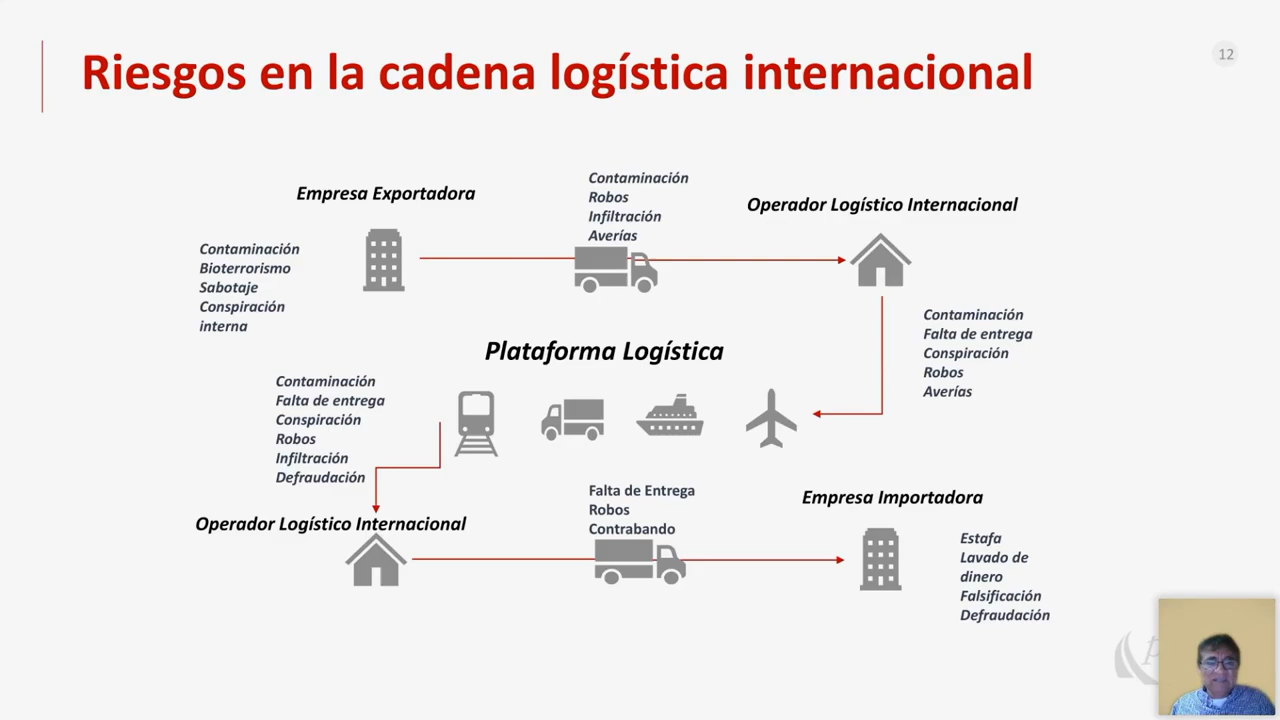 Riesgos en la cadena logística internacional
12
Empresa Exportadora
Contaminación
Bioterrorismo
Sabotaje
Conspiración
interna
Contaminación
Robos
Infiltración
Averías
Operador Logístico Internacional
Contaminación
Falta de entrega
Conspiración
Robos
Averías
Plataforma Logística
Contaminación
Falta de entrega
Conspiración
Robos
Infiltración
Defraudación
Operador Logístico Internacional
Falta de Entrega
Robos
Contrabando
Empresa Importadora
Estafa
Lavado de
dinero
Falsificación
Defraudación